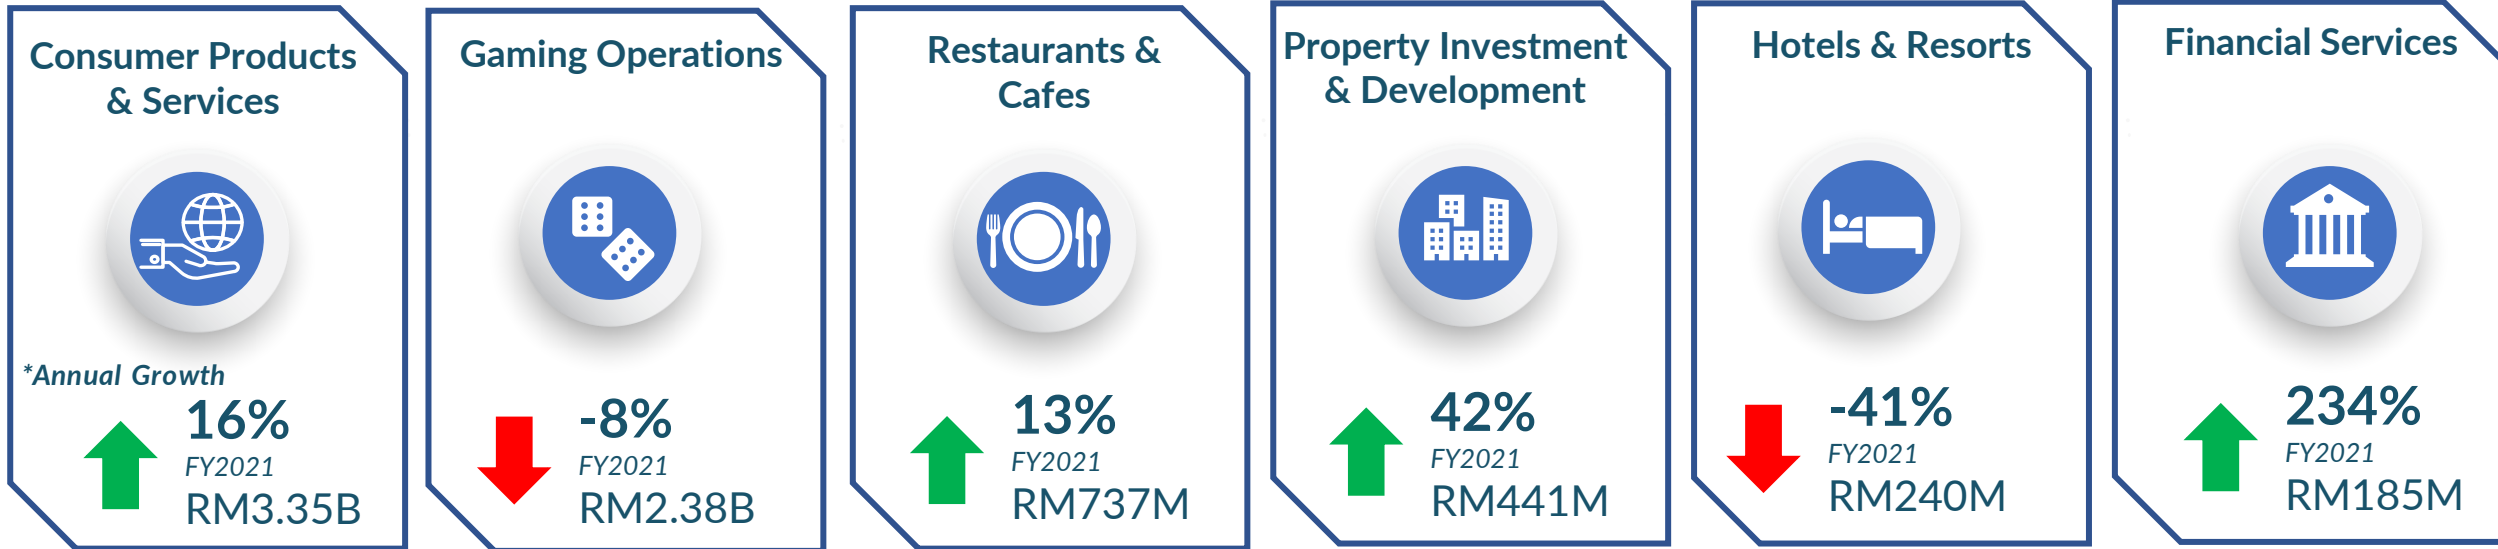 Consumer Products
& Services
*Annual Growth
16%
FY2021
RM3.35B
Gaming Operations
-8%
FY2021
RM2.38B
Restaurants &
Cafes
13%
FY2021
RM737M
Property Investment
& Development
42%
FY2021
RM441M
Hotels & Resorts
-41%
FY2021
RM240M
Financial Services
234%
FY2021
RM185M